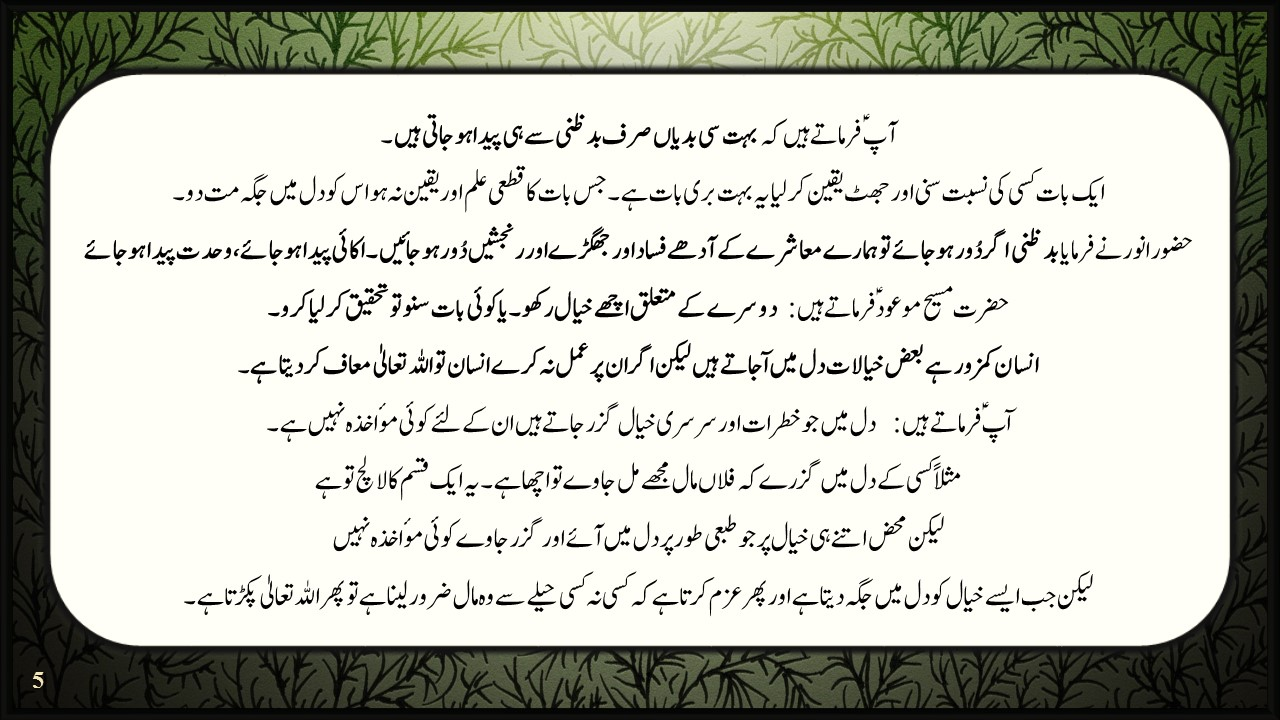 آپؑ فرماتے ہیں کہ بہت سی بدیاں صرف بد ظنی سے ہی پیدا ہو جاتی ہیں۔
ایک بات کسی کی نسبت سنی اور جھٹ یقین کر لیا یہ بہت بری بات ہے۔ جس بات کا قطعی علم اور یقین نہ ہو اس کو دل میں جگہ مت دو۔
حضور انور نے فرمایا بد ظنی اگر دُور ہو جائے تو ہمارے معاشرے کے آدھے فساد اور جھگڑے اور رنجشیں دُور ہو جائیں۔ اکائی پیدا ہو جائے، وحدت پیدا ہو جائے
حضرت مسیح موعودؑ فرماتے ہیں: دوسرے کے متعلق اچھے خیال رکھو۔ یا کوئی بات سنو تو تحقیق کر لیا کرو۔
انسان کمزور ہے بعض خیالات دل میں آجاتے ہیں لیکن اگر ان پر عمل نہ کرے انسان تو اللہ تعالیٰ معاف کر دیتا ہے۔
آپؑ فرماتے ہیں: دل میں جو خطرات اور سرسری خیال گزر جاتے ہیں ان کے لئے کوئی مؤاخذہ نہیں ہے۔
مثلاً کسی کے دل میں گزرے کہ فلاں مال مجھے مل جاوے تو اچھا ہے۔ یہ ایک قسم کا لالچ تو ہے
لیکن محض اتنے ہی خیال پر جو طبعی طور پر دل میں آئے اور گزر جاوے کوئی مؤاخذہ نہیں
لیکن جب ایسے خیال کو دل میں جگہ دیتا ہے اور پھر عزم کرتا ہے کہ کسی نہ کسی حیلے سے وہ مال ضرور لینا ہے تو پھر اللہ تعالیٰ پکڑتا ہے۔
5